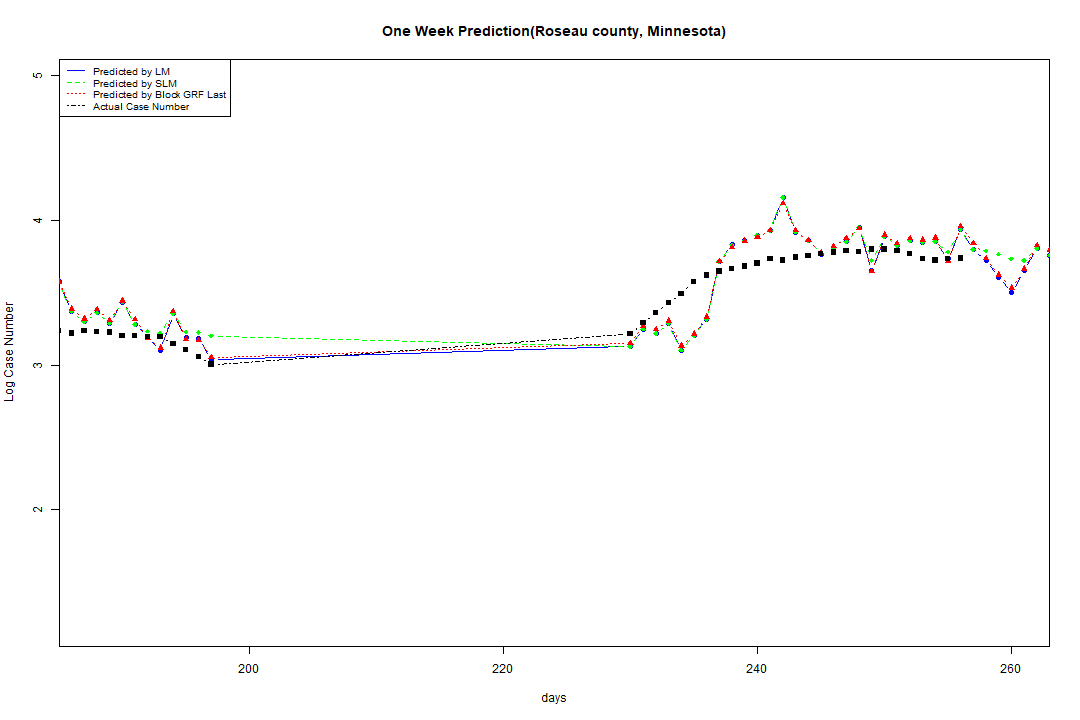 One Week Prediction(Roseau county, Minnesota)
Predicted by LM
Predicted by SLM
Predicted by Block GRF Last
Actual Case Number
5
4
3
2
Log Case Number
200
220
240
260
days